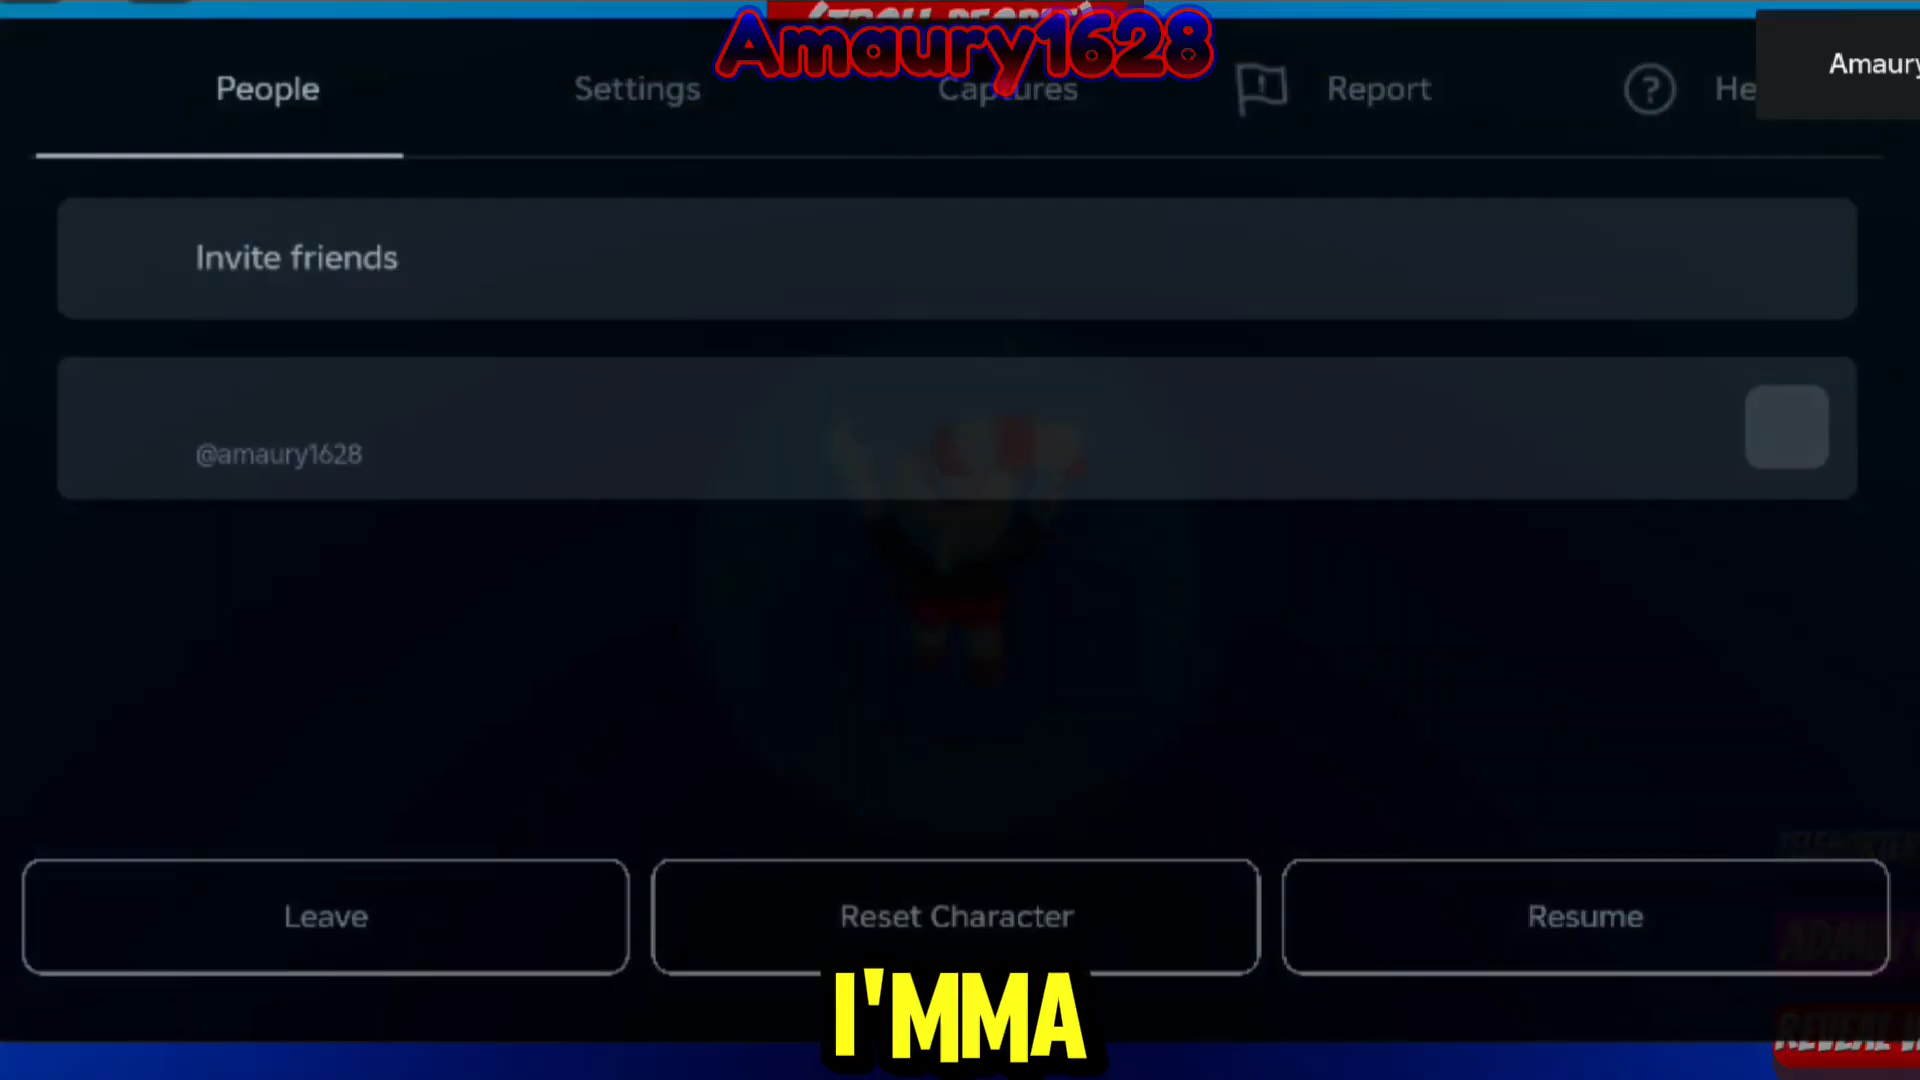 Amaury1628
People
Settings
Captures
Report
He
Amaury
Invite friends
@amaury1628
Leave
Reset Character
Resume
I'MMA